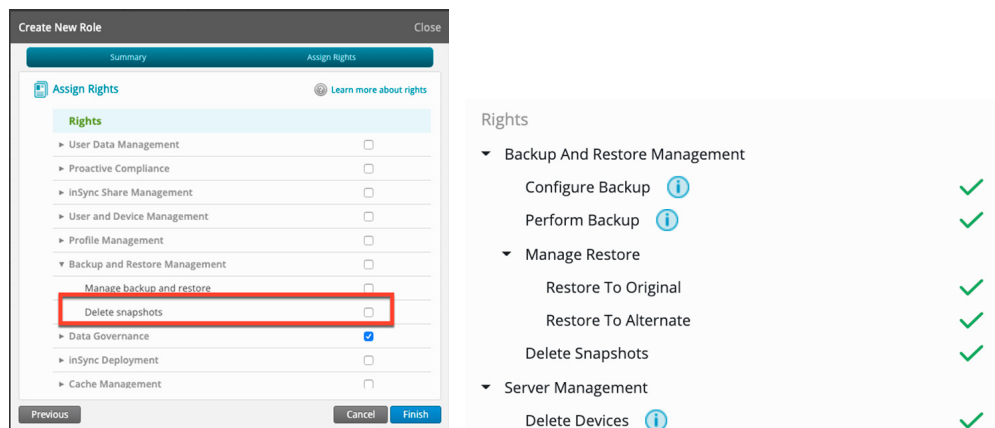 Create New Role
Close
Summary
Assign Rights
Assign Rights
Learn more about rights
Rights
User Data Management
Proactive Compliance
inSync Share Management
User and Device Management
Profile Management
Backup and Restore Management
Manage backup and restore
Delete snapshots
Data Governance
inSync Deployment
Cache Management
Previous
Cancel
Finish
Rights
Backup And Restore Management
Configure Backup
Perform Backup
Manage Restore
Restore To Original
Restore To Alternate
Delete Snapshots
Server Management
Delete Devices